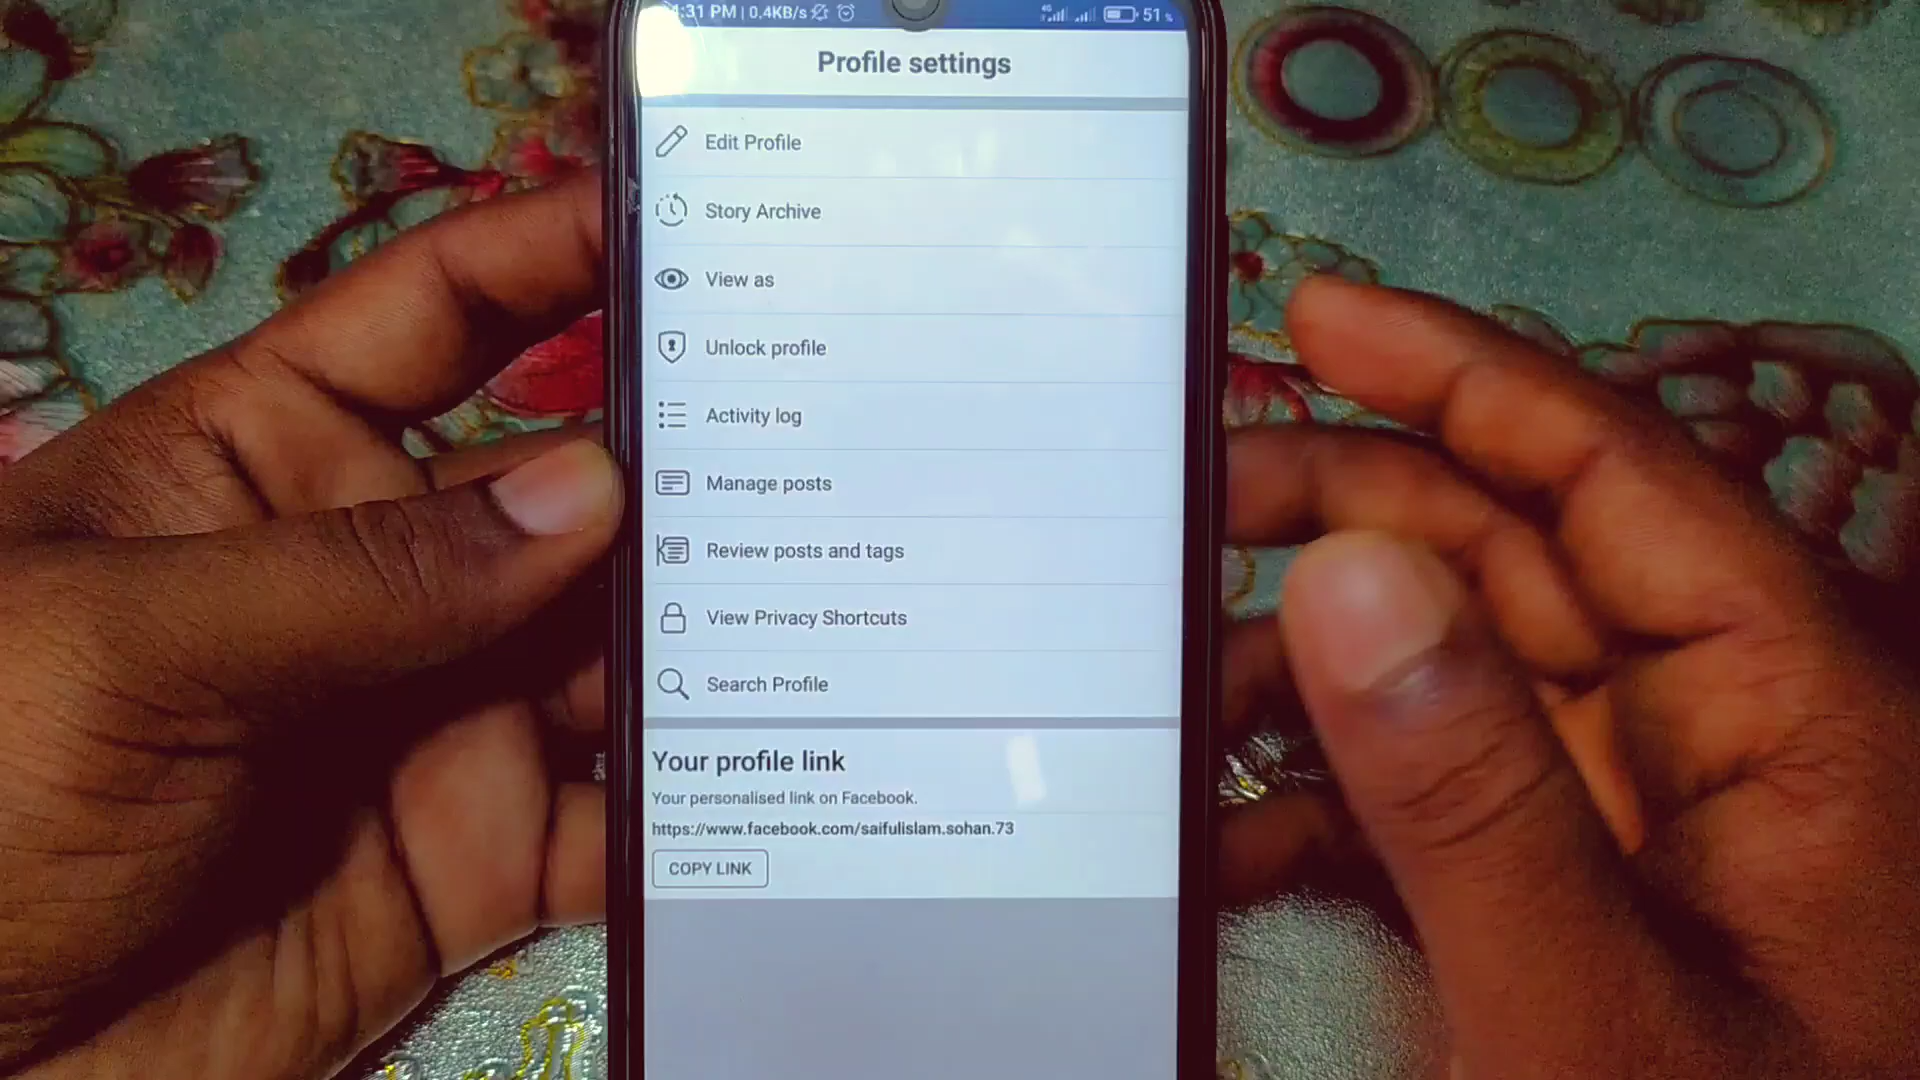 4:31 PM | 0.4KB/s
4G 51
Profile settings
Edit Profile
Story Archive
View as
Unlock profile
Activity log
Manage posts
Review posts and tags
View Privacy Shortcuts
Search Profile
Your profile link
Your personalised link on Facebook.
https://www.facebook.com/saifulislam.sohan.73
COPY LINK